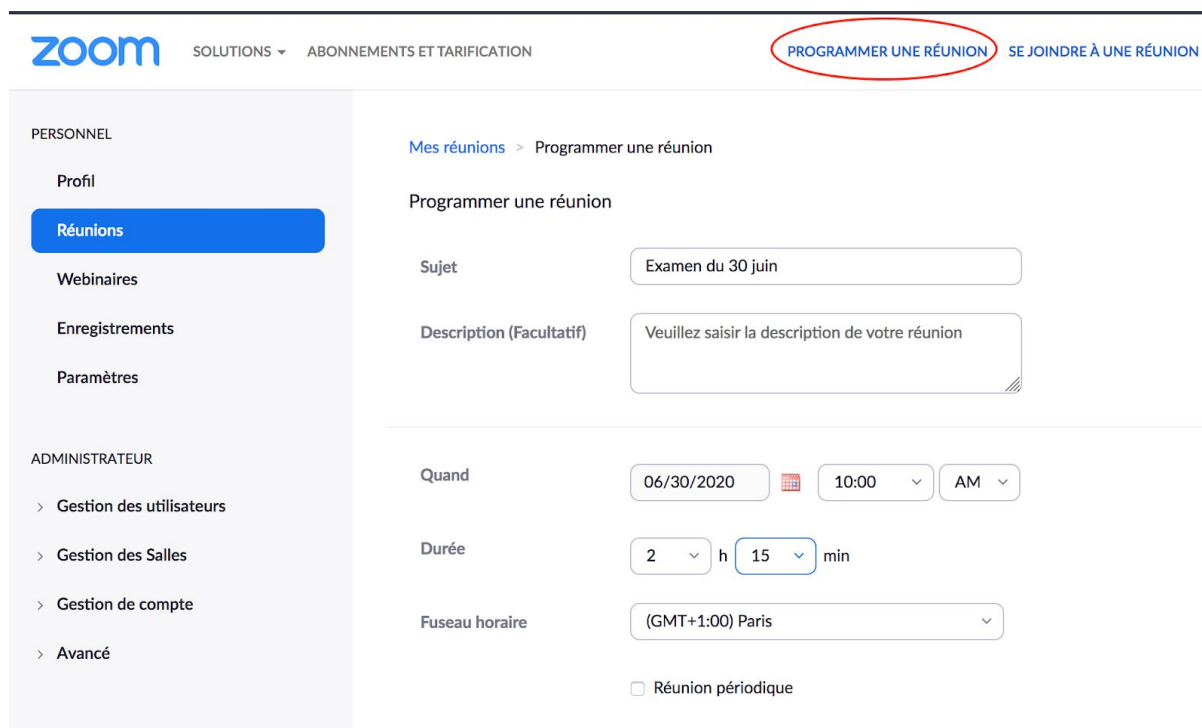 zoom SOLUTIONS ABONNEMENTS ET TARIFICATION PROGRAMMER UNE RÉUNION SE JOINDRE À UNE RÉUNION
PERSONNEL
Profil
Réunions
Webinaires
Enregistrements
Paramètres
ADMINISTRATEUR
> Gestion des utilisateurs
> Gestion des Salles
> Gestion de compte
> Avancé
Mes réunions > Programmer une réunion
Programmer une réunion
Sujet Examen du 30 juin
Description (Facultatif) Veuillez saisir la description de votre réunion
Quand 06/30/2020 10:00 AM
Durée 2 h 15 min
Fuseau horaire (GMT+1:00) Paris
Réunion périodique